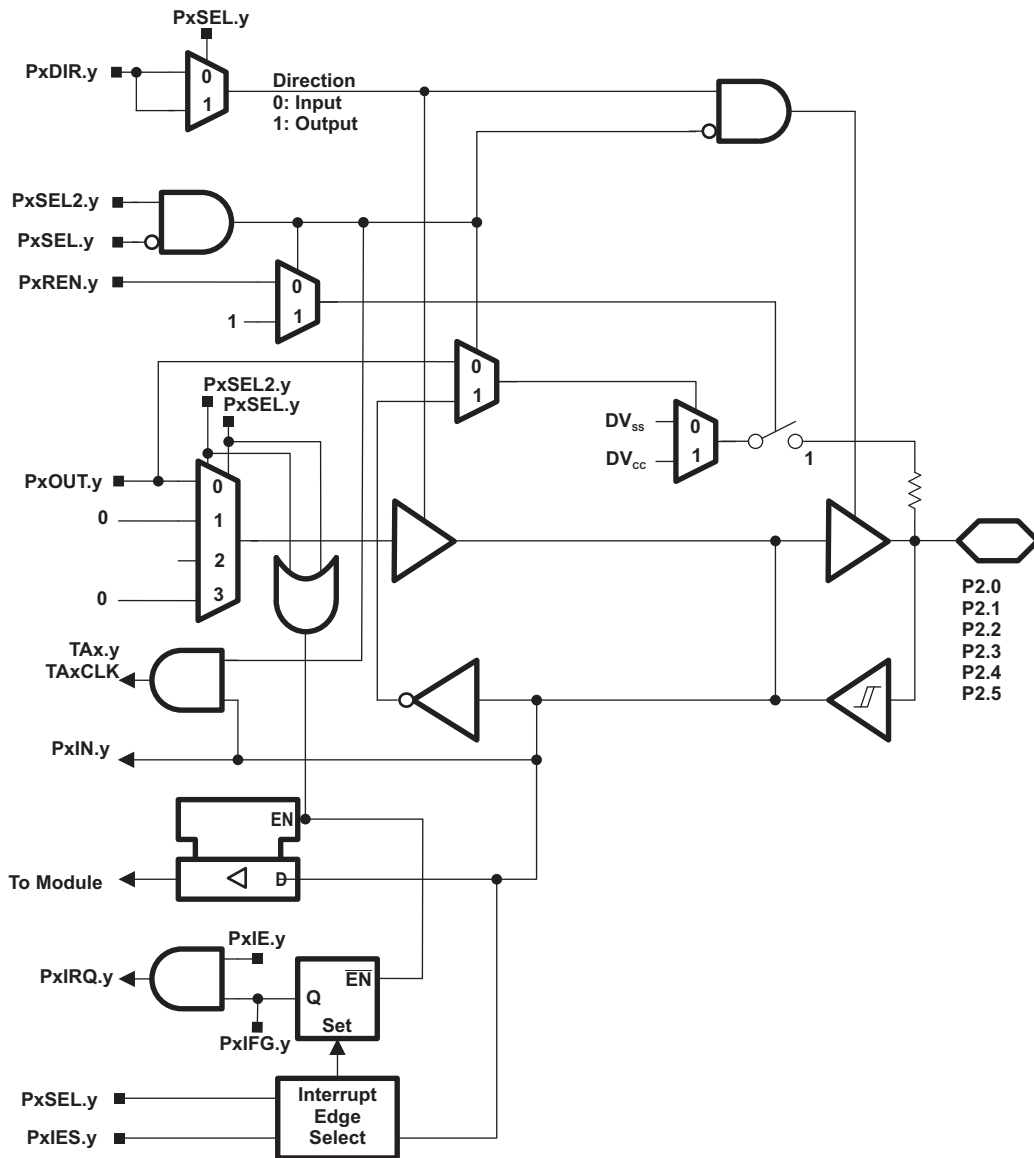 PxSEL.y
PxDIR.y
0
1
Direction
0: Input
1: Output
PxSEL2.y
PxSEL.y
PxREN.y
0
1
1
0
1
PxSEL2.y
PxSEL.y
DVSS
DVCC
0
1
1
PxOUT.y
0
0
1
2
3
0
P2.0
P2.1
P2.2
P2.3
P2.4
P2.5
TAx.y
TAxCLK
PxIN.y
EN
D
To Module
PxIE.y
PxIRQ.y
EN
Q
Set
PxIFG.y
PxSEL.y
PxIES.y
Interrupt
Edge
Select